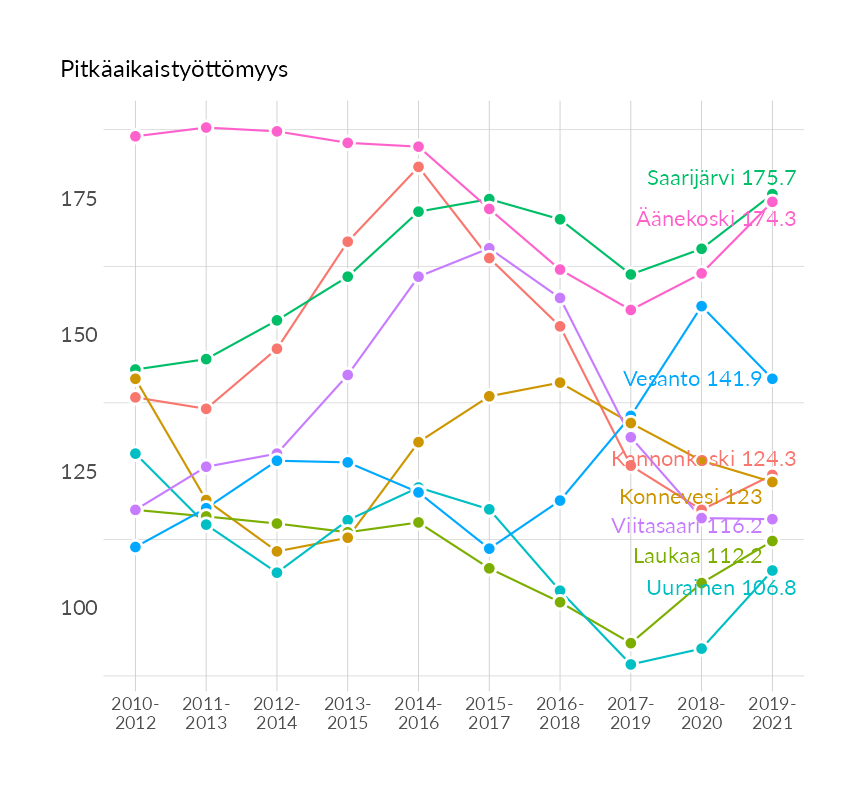 Pitkäaikaistyöttömyys
Saarijärvi 175.7
175
Äänekoski 174.3
150
Vesanto 141.9
Kannonkoski 124.3
125
Konnevesi 123
Viitasaari 116.2
Laukaa 112.2
Uurainen 106.8
100
2010- 2011- 2012- 2013- 2014- 2015- 2016- 2017- 2018- 2019-
2012 2013 2014 2015 2016 2017 2018 2019 2020 2021